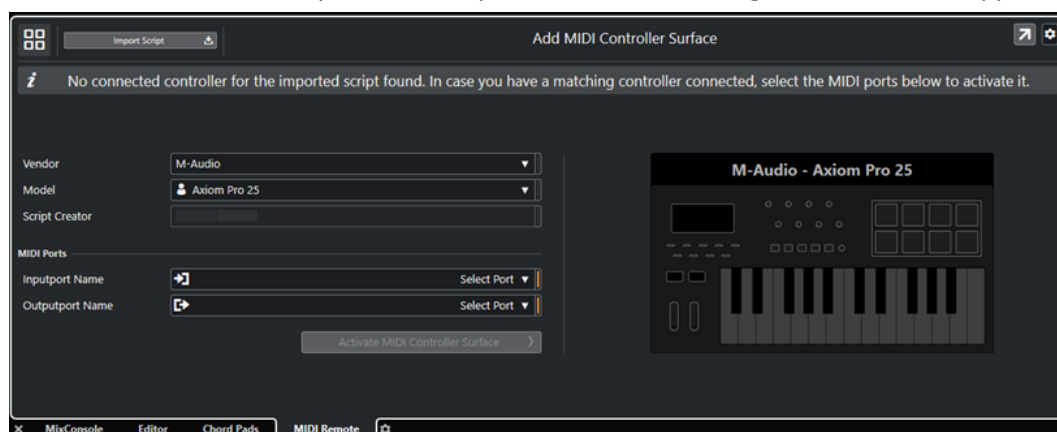 Import Script
Add MIDI Controller Surface
i No connected controller for the imported script found. In case you have a matching controller connected, select the MIDI ports below to activate it.
Vendor M-Audio
Model Axiom Pro 25
Script Creator
MIDI Ports
Inputport Name Select Port
Outputport Name Select Port
Activate MIDI Controller Surface
M-Audio - Axiom Pro 25
MixConsole Editor Chord Pads MIDI Remote